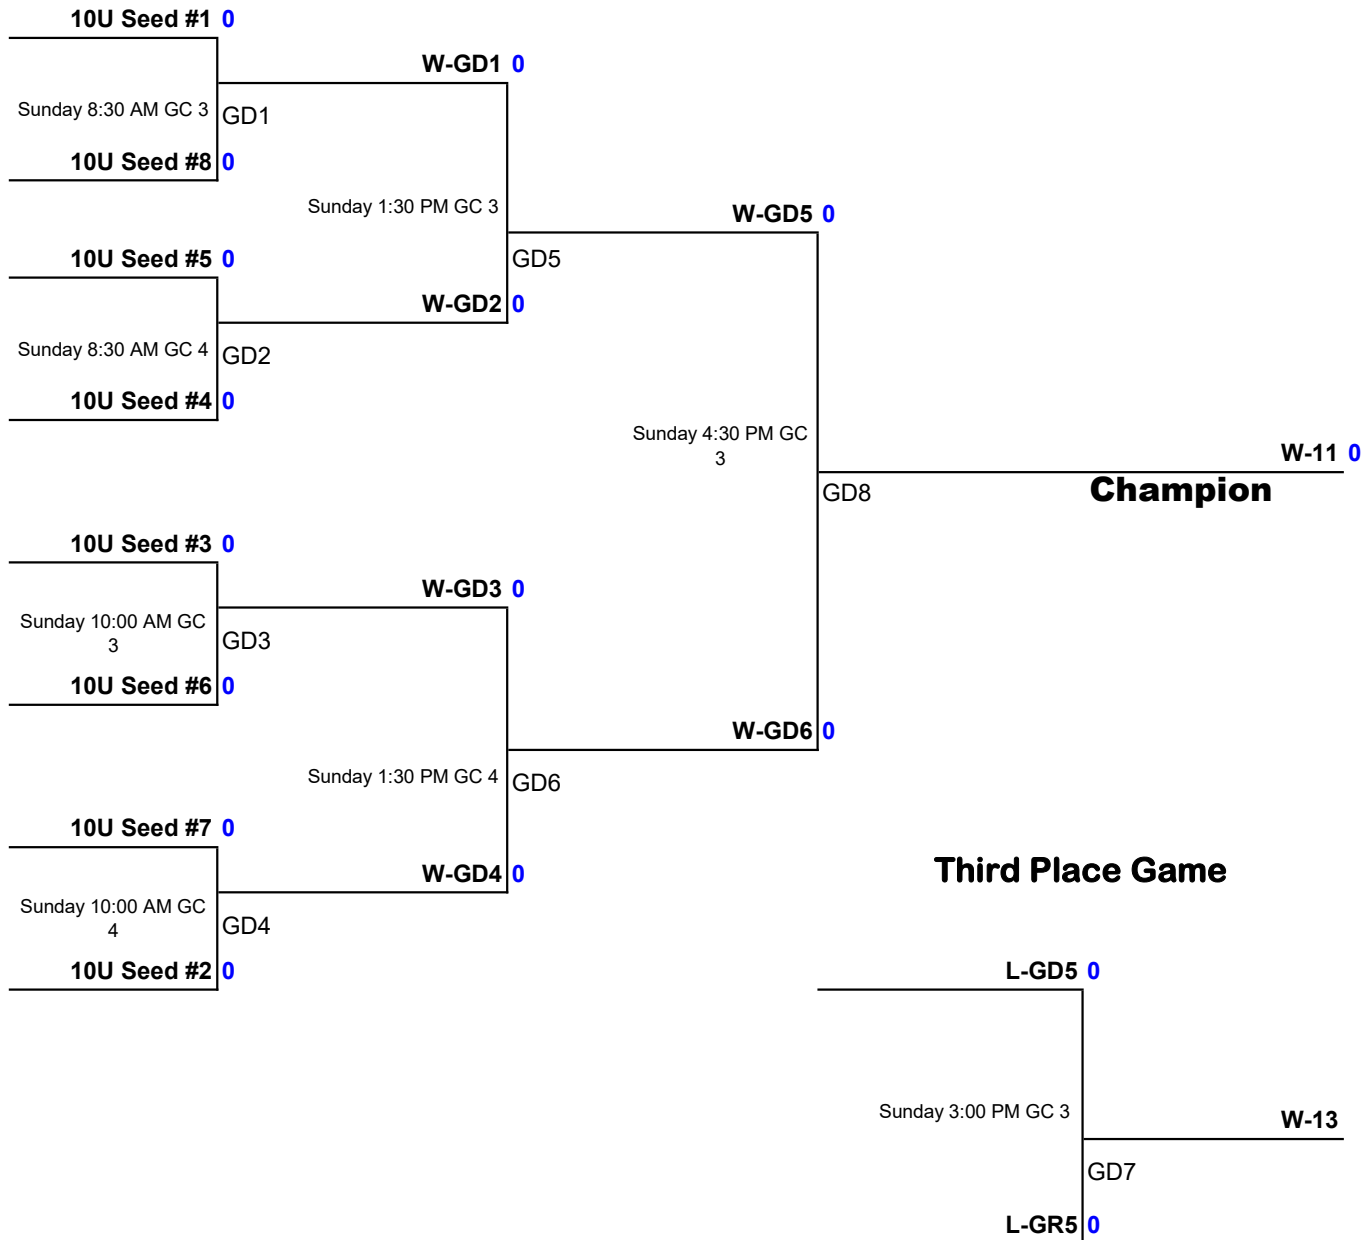 10U Seed #1 0
W-GD1 0
Sunday 8:30 AM GC 3
GD1
10U Seed #8 0
Sunday 1:30 PM GC 3
W-GD5 0
10U Seed #5 0
GD5
W-GD2 0
Sunday 8:30 AM GC 4
GD2
10U Seed #4 0
Sunday 4:30 PM GC
3
W-11 0
GD8
Champion
10U Seed #3 0
W-GD3 0
Sunday 10:00 AM GC
3
GD3
10U Seed #6 0
W-GD6 0
Sunday 1:30 PM GC 4
GD6
10U Seed #7 0
W-GD4 0
Third Place Game
Sunday 10:00 AM GC
4
GD4
10U Seed #2 0
L-GD5 0
Sunday 3:00 PM GC 3
W-13
GD7
L-GR5 0